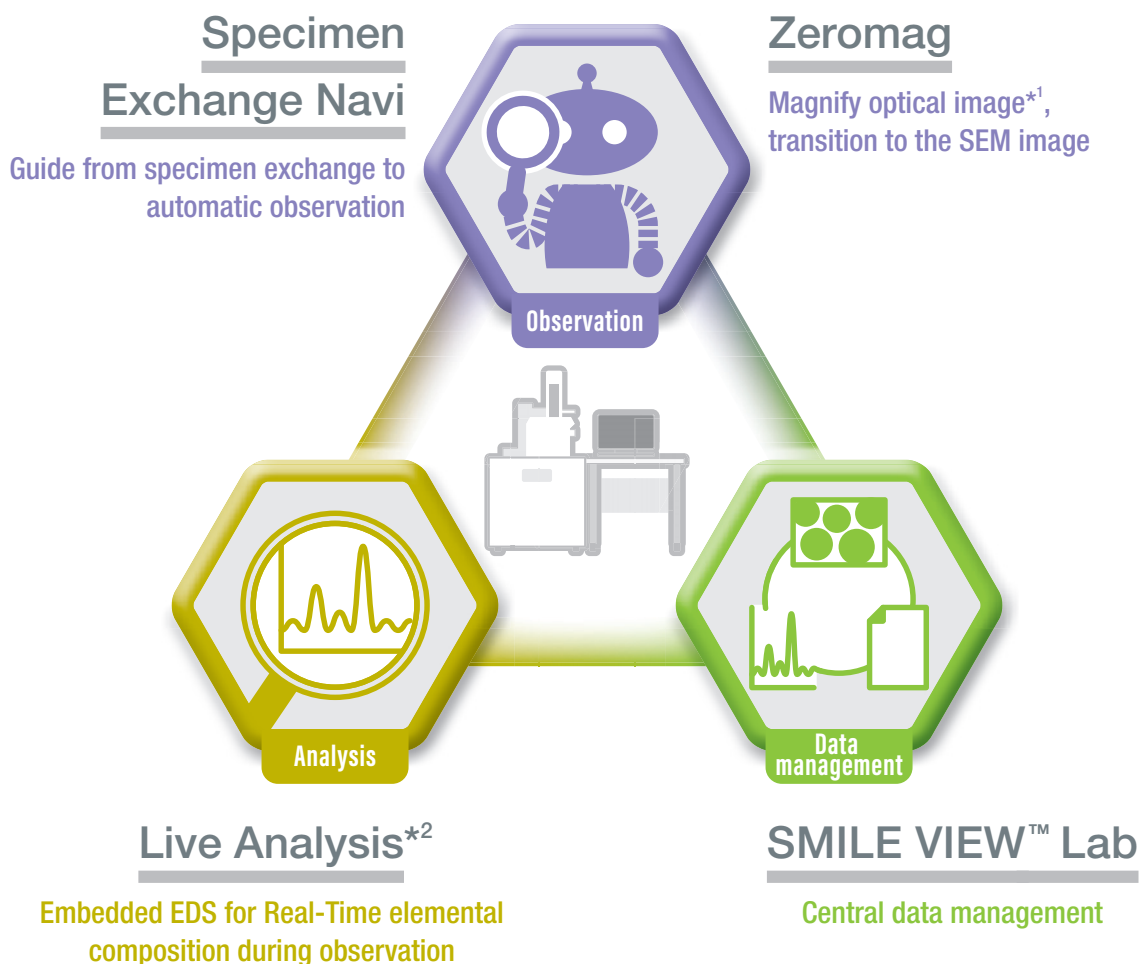 Specimen
Exchange Navi
Guide from specimen exchange to
automatic observation
Zeromag
Magnify optical image*¹,
transition to the SEM image
Observation
Analysis
Data
management
Live Analysis*²
Embedded EDS for Real-Time elemental
composition during observation
SMILE VIEW™ Lab
Central data management